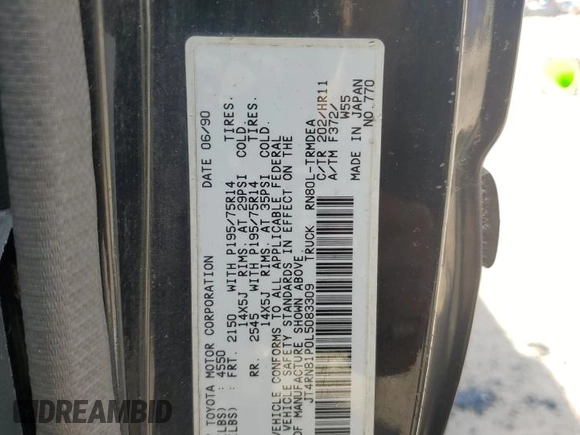 TOYOTA MOTOR CORPORATION DATE 06/90
LBS) : 4550
LBS) : FRT. 2150 WITH P195/75R14 TIRES.
14X5J RIMS. AT 29PSI COLD.
RR. 2545 WITH P195/75R14 TIRES.
14X5J RIMS. AT 35PSI COLD.
VEHICLE CONFORMS TO ALL APPLICABLE FEDERAL
VEHICLE SAFETY STANDARDS IN EFFECT ON THE
OF MANUFACTURE SHOWN ABOVE.
JT4RN81P0L5083309 TRUCK RN80L-TRMDEA
A/TR 202/HR11
A/TM F372/
W55
MADE IN JAPAN
NO.770
DREAMBID